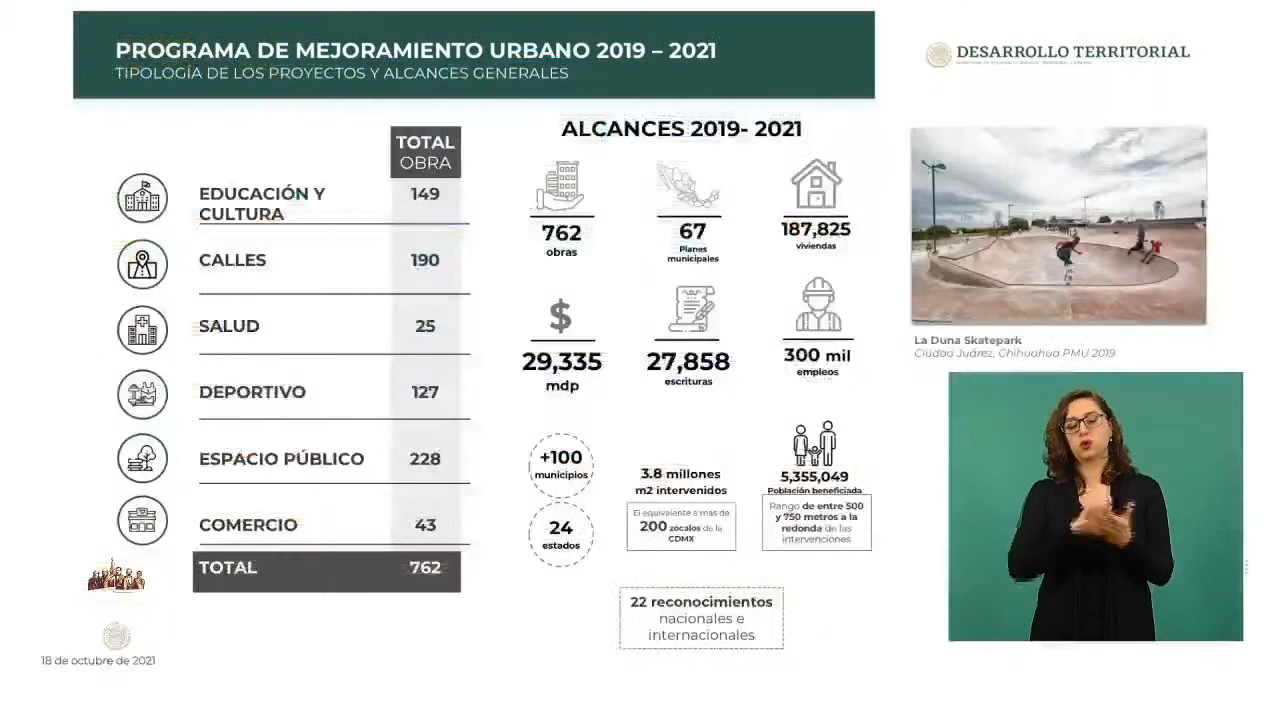 PROGRAMA DE MEJORAMIENTO URBANO 2019 – 2021
TIPOLOGÍA DE LOS PROYECTOS Y ALCANCES GENERALES
DESARROLLO TERRITORIAL
TOTAL
OBRA
EDUCACIÓN Y
CULTURA
149
CALLES
190
SALUD
25
DEPORTIVO
127
ESPACIO PÚBLICO
228
COMERCIO
43
TOTAL
762
ALCANCES 2019- 2021
762
obras
67
Planes
municipales
187,825
viviendas
29,335
mdp
27,858
escrituras
300 mil
empleos
+100
municipios
24
estados
3.8 millones
m2 intervenidos
El equivalente a mas de
200 zócalos de la
CDMX
5,355,049
Población beneficiada
Rango de entre 500
y 750 metros a la
redonda de las
intervenciones
22 reconocimientos
nacionales e
internacionales
La Duna Skatepark
Ciudad Juárez, Chihuahua PMU 2019
18 de octubre de 2021